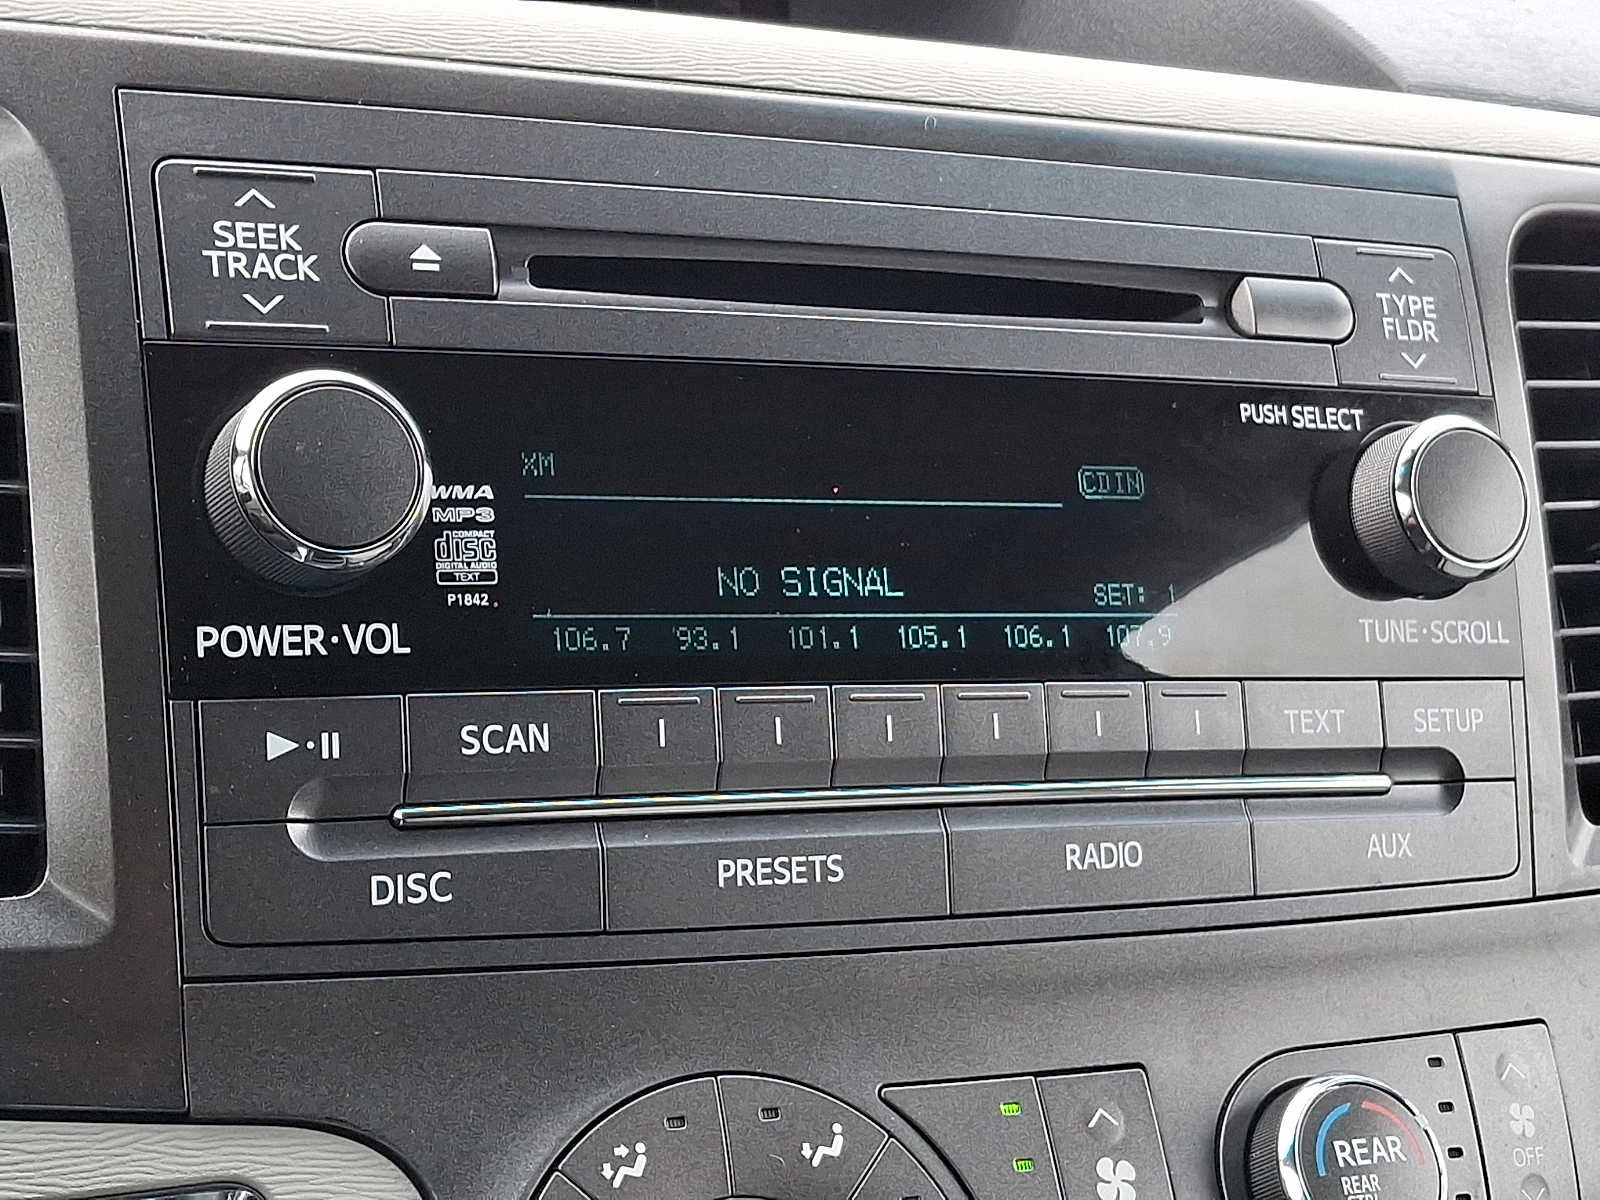 SEEK
TRACK
TYPE
FLDR
PUSH SELECT
XM
CD IN
WMA
MP3
COMPACT
disc
DIGITAL AUDIO
TEXT
P1842
NO SIGNAL
SET: 1
106.7 93.1 101.1 105.1 106.1 107.9
POWER·VOL
TUNE·SCROLL
SCAN
TEXT
SETUP
DISC
PRESETS
RADIO
AUX
REAR
REAR
OFF